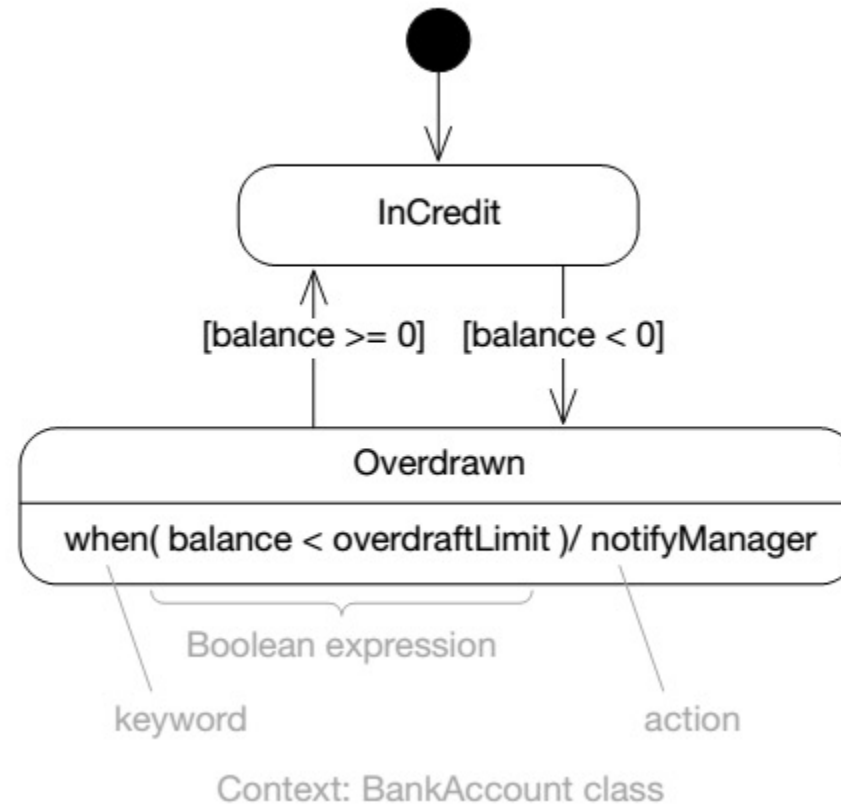 InCredit
[balance >= 0] [balance < 0]
Overdrawn
when( balance < overdraftLimit )/ notifyManager
Boolean expression
keyword action
Context: BankAccount class